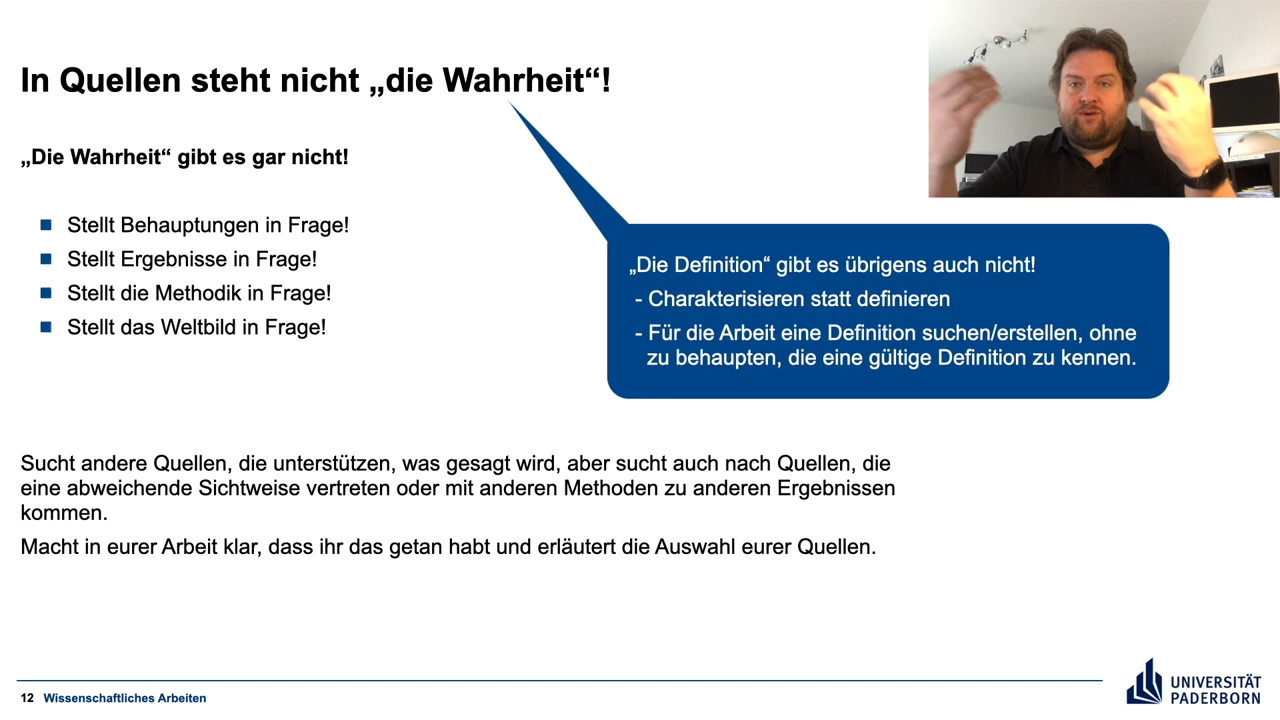 In Quellen steht nicht „die Wahrheit“!
„Die Wahrheit“ gibt es gar nicht!
Stellt Behauptungen in Frage!
Stellt Ergebnisse in Frage!
Stellt die Methodik in Frage!
Stellt das Weltbild in Frage!
„Die Definition“ gibt es übrigens auch nicht!
- Charakterisieren statt definieren
- Für die Arbeit eine Definition suchen/erstellen, ohne
zu behaupten, die eine gültige Definition zu kennen.
Sucht andere Quellen, die unterstützen, was gesagt wird, aber sucht auch nach Quellen, die
eine abweichende Sichtweise vertreten oder mit anderen Methoden zu anderen Ergebnissen
kommen.
Macht in eurer Arbeit klar, dass ihr das getan habt und erläutert die Auswahl eurer Quellen.
12 Wissenschaftliches Arbeiten
UNIVERSITÄT
PADERBORN